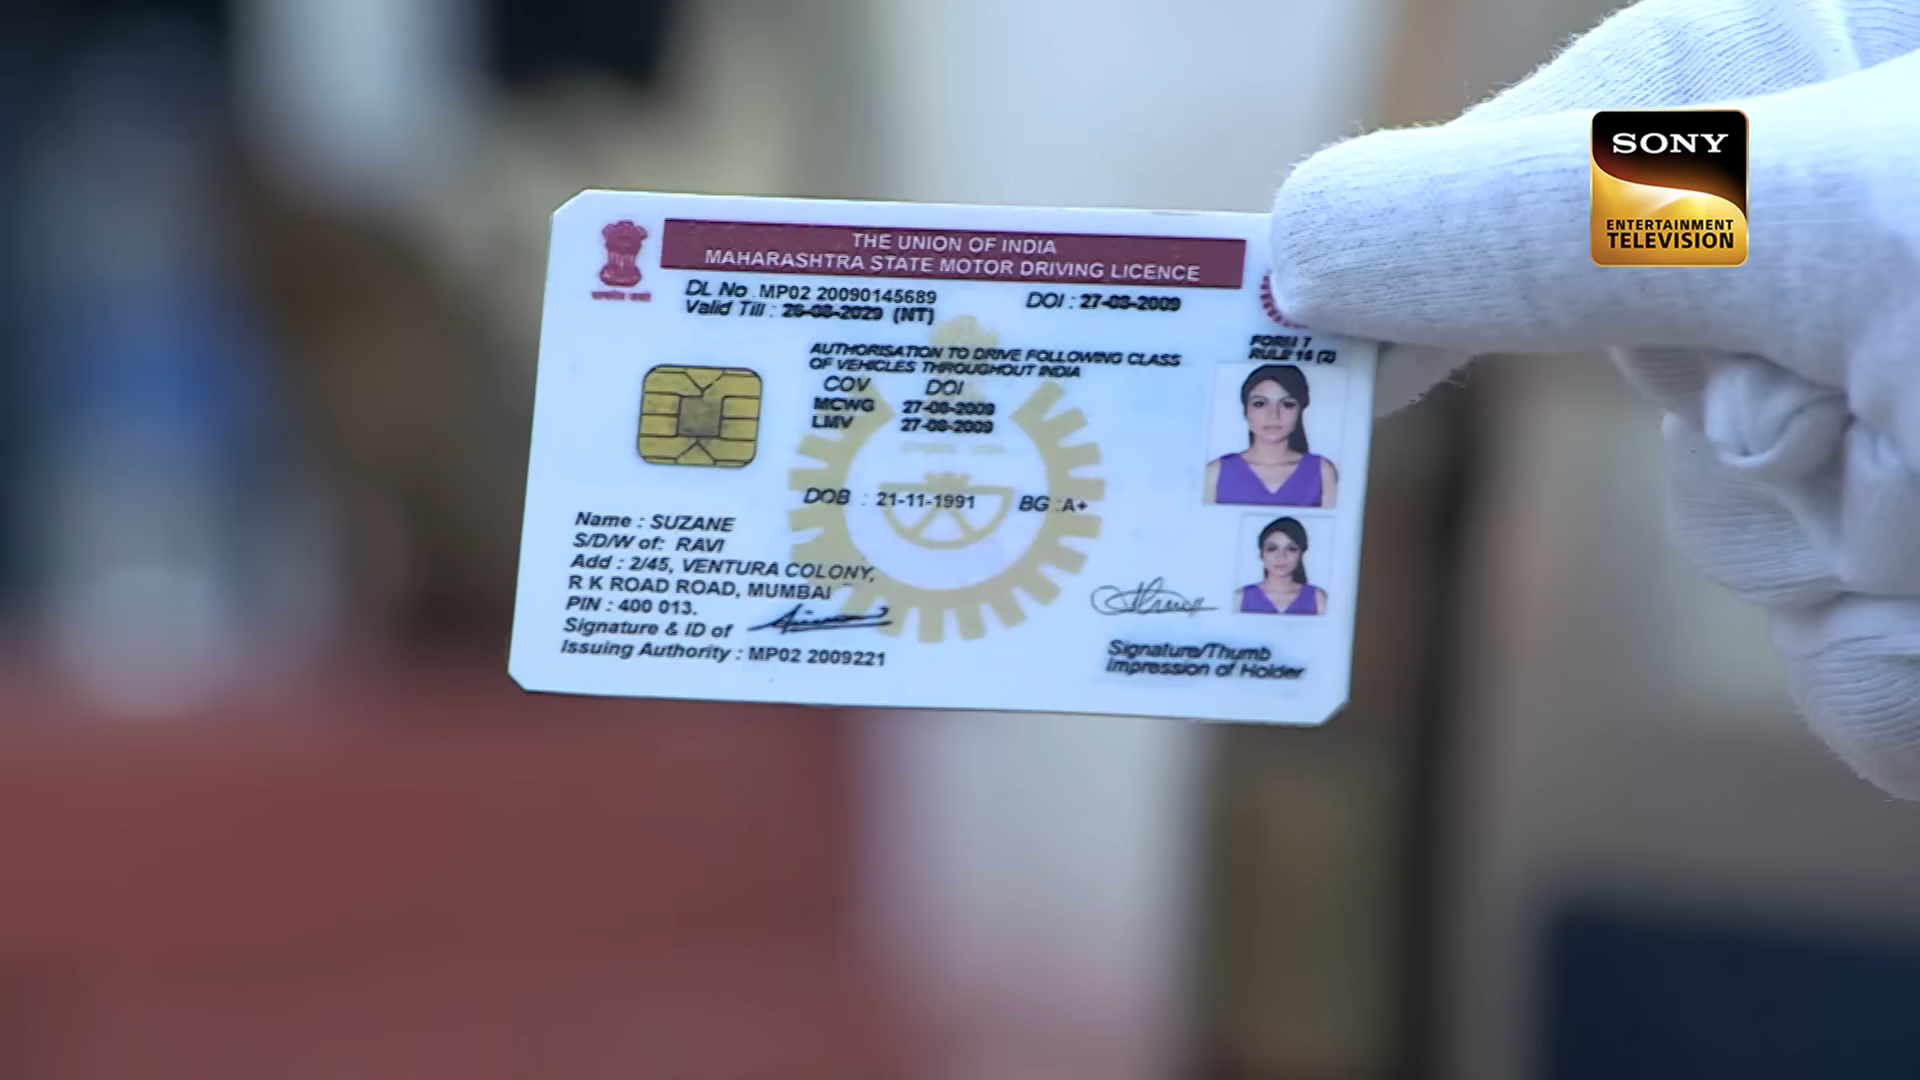 SONY
ENTERTAINMENT
TELEVISION
THE UNION OF INDIA
MAHARASHTRA STATE MOTOR DRIVING LICENCE
DL No MP02 20090145689
DOI : 27-08-2009
Valid Till : 26-08-2029 (NT)
FORM 7
RULE 16 (2)
AUTHORISATION TO DRIVE FOLLOWING CLASS
OF VEHICLES THROUGHOUT INDIA
COV DOI
MCWG 27-08-2009
LMV 27-08-2009
DOB : 21-11-1991 BG :A+
Name : SUZANE
S/D/W of: RAVI
Add : 2/45, VENTURA COLONY,
R K ROAD ROAD, MUMBAI
PIN : 400 013.
Signature & ID of
Issuing Authority : MP02 2009221
Signature/Thumb
Impression of Holder